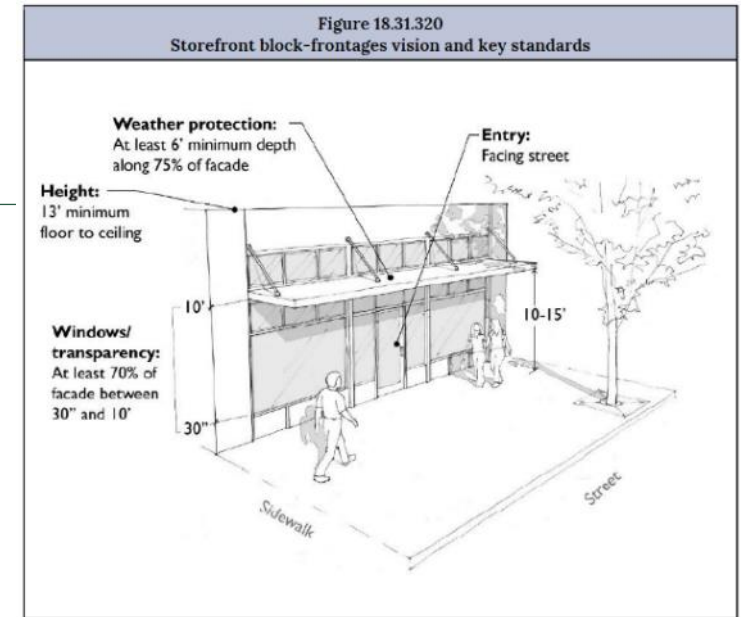 Figure 18.31.320
Storefront block-frontages vision and key standards
Weather protection:
At least 6' minimum depth
along 75% of facade
Entry:
Facing street
Height:
13' minimum
floor to ceiling
10'
10-15'
Windows/
transparency:
At least 70% of
facade between
30" and 10'
30"
Sidewalk
Street